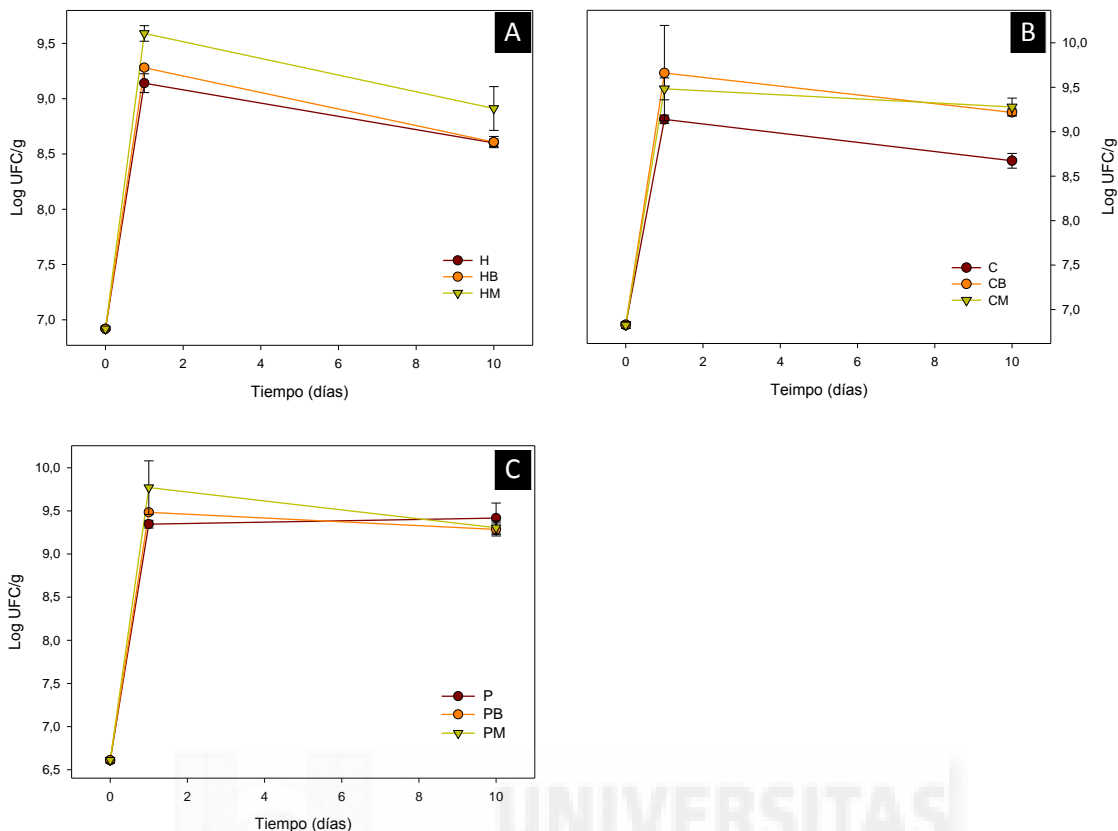 A
9,5
9,0
8,5
8,0
7,5
7,0
Log UFC/g
H
HB
HM
0 2 4 6 8 10
Tiempo (días)
B
10,0
9,5
9,0
8,5
8,0
7,5
7,0
Log UFC/g
C
CB
CM
0 2 4 6 8 10
Teimpo (días)
C
10,0
9,5
9,0
8,5
8,0
7,5
7,0
6,5
Log UFC/g
P
PB
PM
0 2 4 6 8 10
Tiempo (días)
UNIVERSITAS